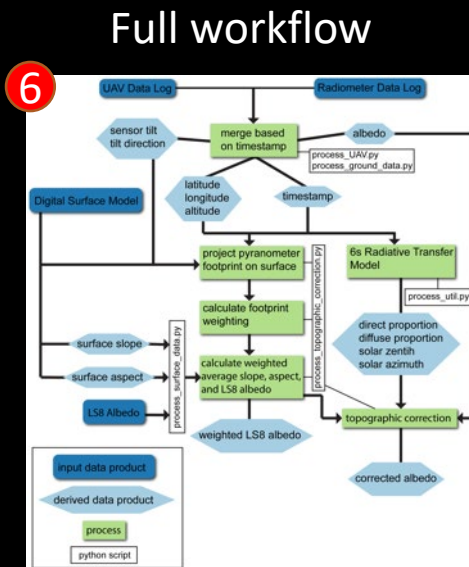 Full workflow
6
UAV Data Log
Radiometer Data Log
sensor tilt
tilt direction
merge based
on timestamp
albedo
process_UAV.py
process_ground_data.py
latitude
longitude
altitude
timestamp
Digital Surface Model
project pyranometer
footprint on surface
6s Radiative Transfer
Model
process_util.py
calculate footprint
weighting
process_topographic_correction.py
direct proportion
diffuse proportion
solar zentih
solar azimuth
surface slope
process_surface_data.py
surface aspect
calculate weighted
average slope, aspect,
and LS8 albedo
LS8 Albedo
topographic correction
weighted LS8 albedo
corrected albedo
input data product
derived data product
process
python script